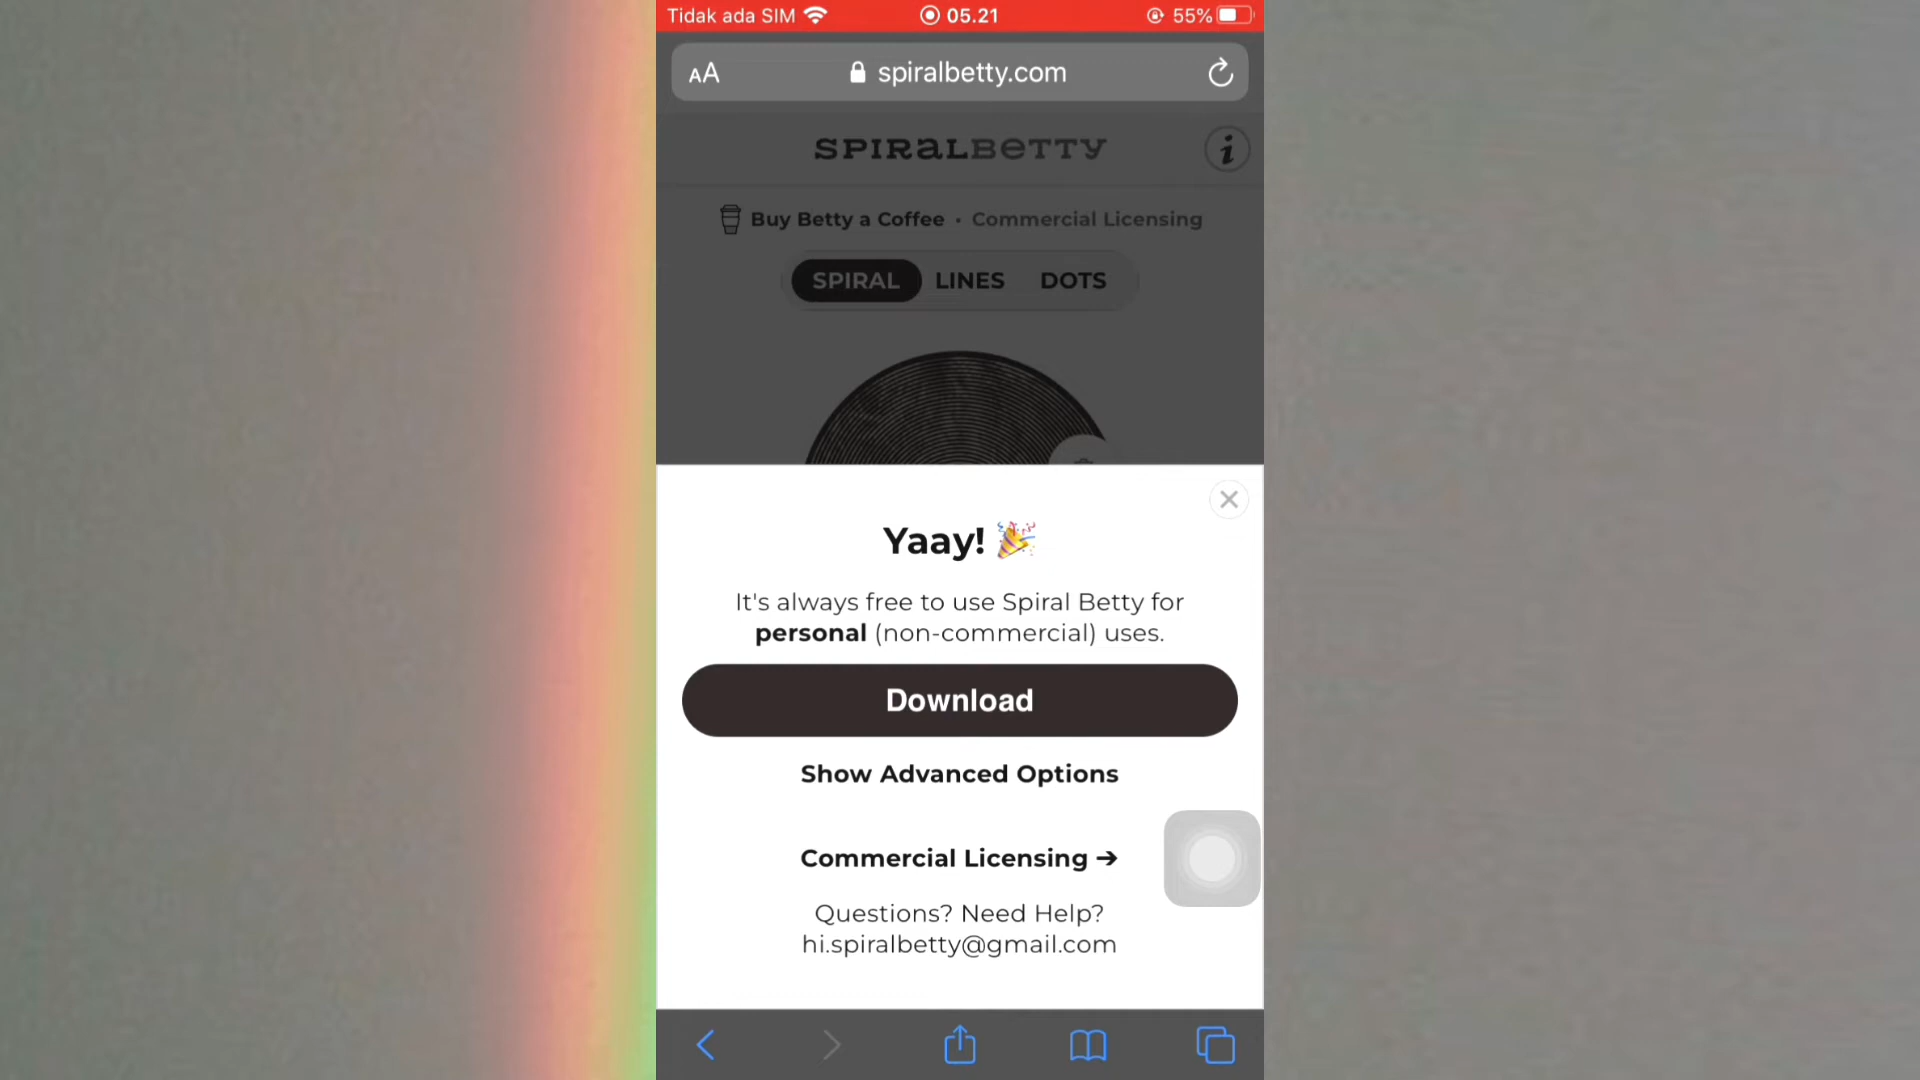 Tidak ada SIM 05.21 55%
AA spiralbetty.com
SPIRALBETTY i
Buy Betty a Coffee • Commercial Licensing
SPIRAL LINES DOTS
Yaay! 🎉
It's always free to use Spiral Betty for
personal (non-commercial) uses.
Download
Show Advanced Options
Commercial Licensing ➔
Questions? Need Help?
hi.spiralbetty@gmail.com